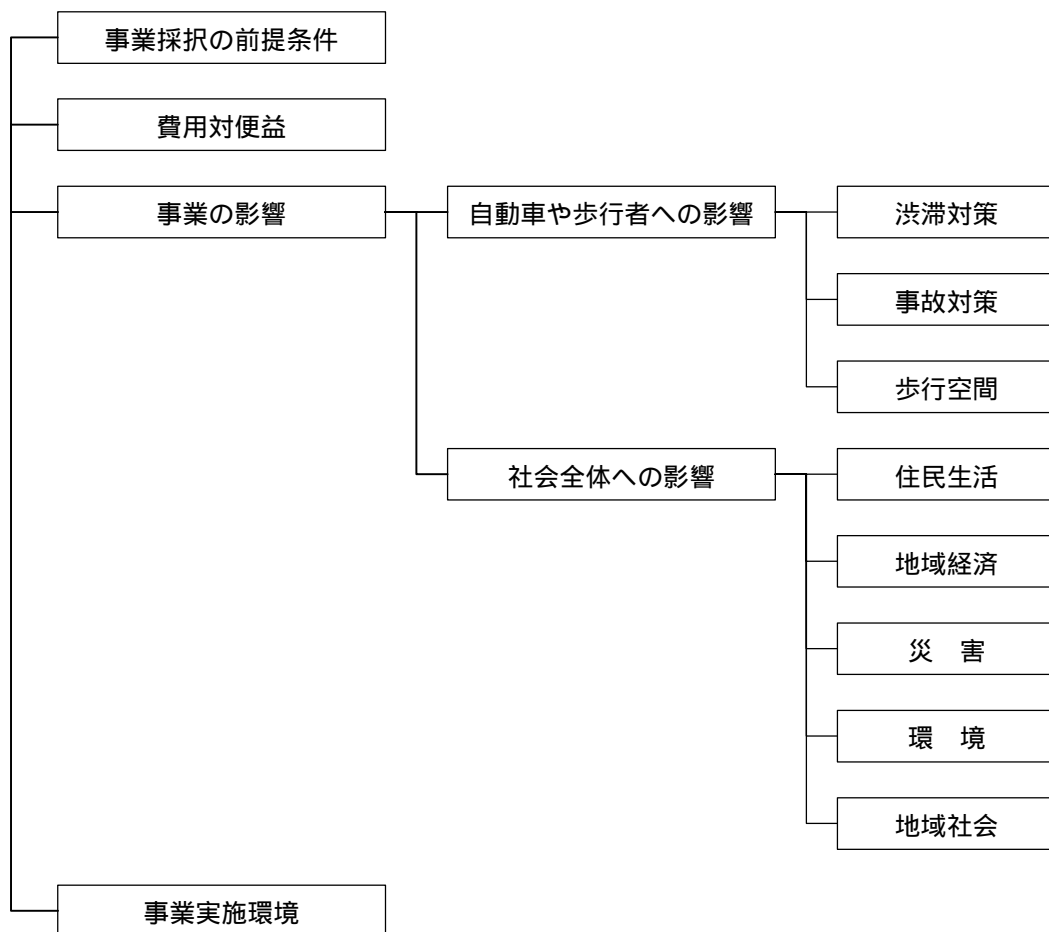 事業採択の前提条件
費用対便益
事業の影響
自動車や歩行者への影響
渋滞対策
事故対策
歩行空間
社会全体への影響
住民生活
地域経済
災　害
環　境
地域社会
事業実施環境